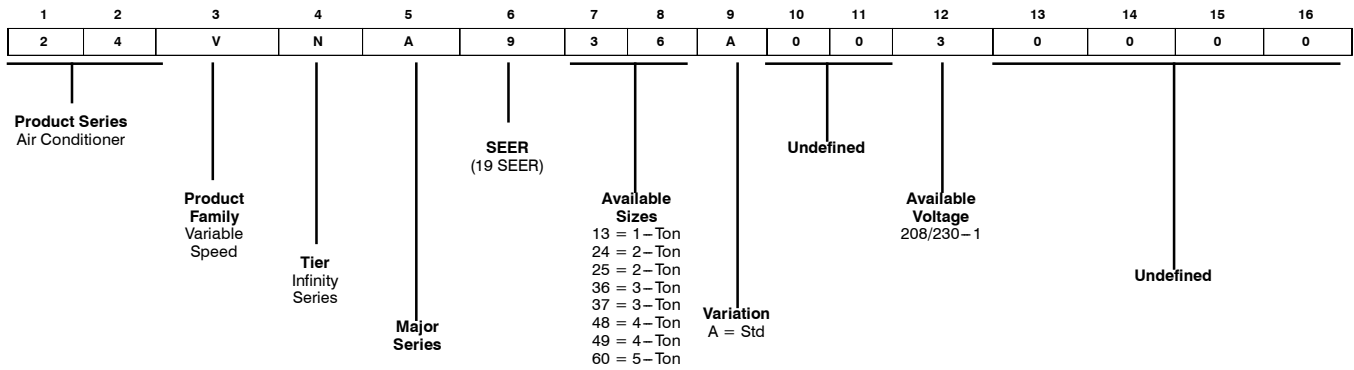 1 2 3 4 5 6 7 8 9 10 11 12 13 14 15 16
2 4 V N A 9 3 6 A 0 0 3 0 0 0 0
Product Series
Air Conditioner
Product
Family
Variable
Speed
Tier
Infinity
Series
Major
Series
SEER
(19 SEER)
Available
Sizes
13 = 1-Ton
24 = 2-Ton
25 = 2-Ton
36 = 3-Ton
37 = 3-Ton
48 = 4-Ton
49 = 4-Ton
60 = 5-Ton
Variation
A = Std
Undefined
Available
Voltage
208/230-1
Undefined